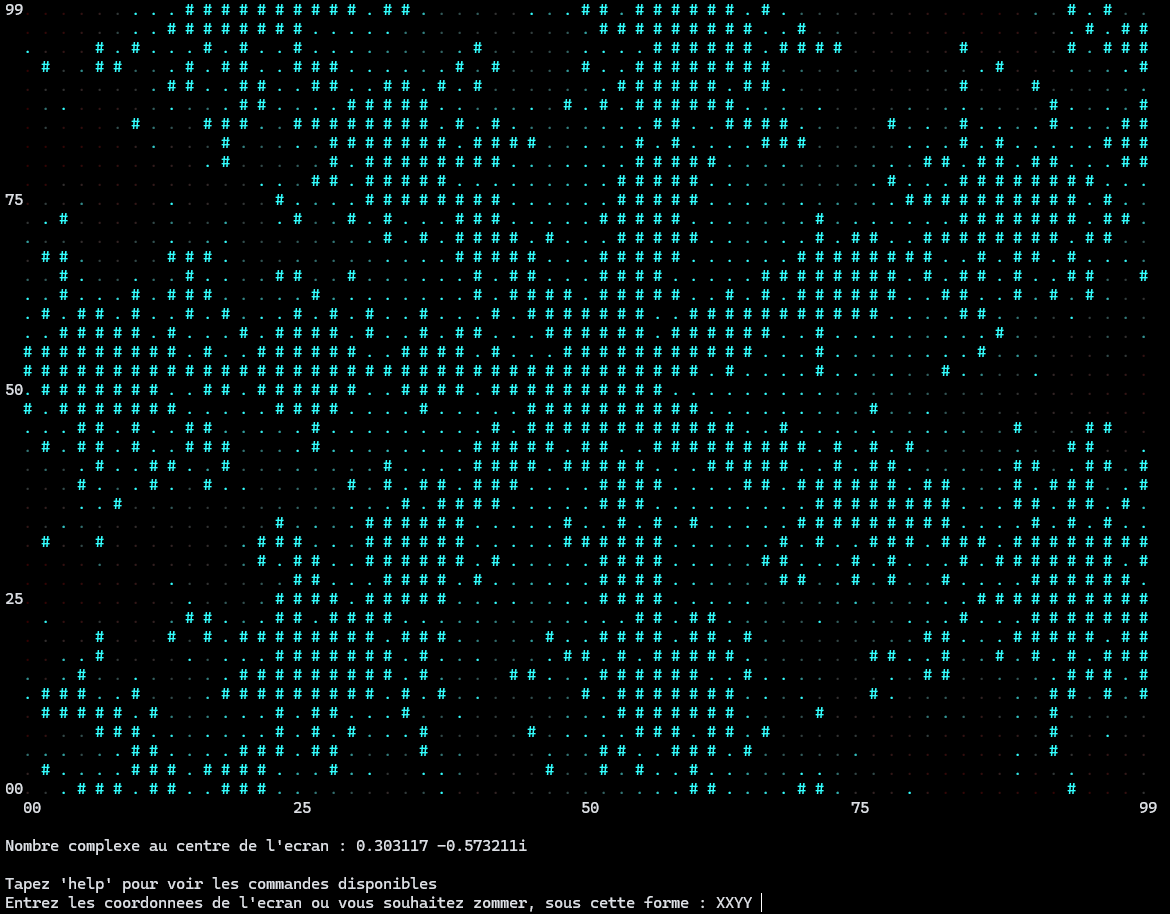 99
75
50
25
00
00 25 50 75 99
Nombre complexe au centre de l'ecran : 0.303117 -0.573211i
Tapez 'help' pour voir les commandes disponibles
Entrez les coordonnees de l'ecran ou vous souhaitez zommer, sous cette forme : XXYY